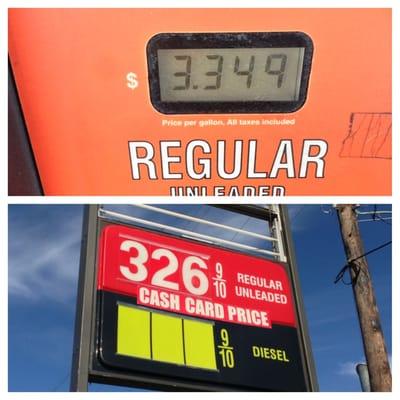 $ 3.349
Price per gallon, All taxes included
REGULAR
UNLEADED
326 9/10 REGULAR UNLEADED
CASH CARD PRICE
9/10 DIESEL